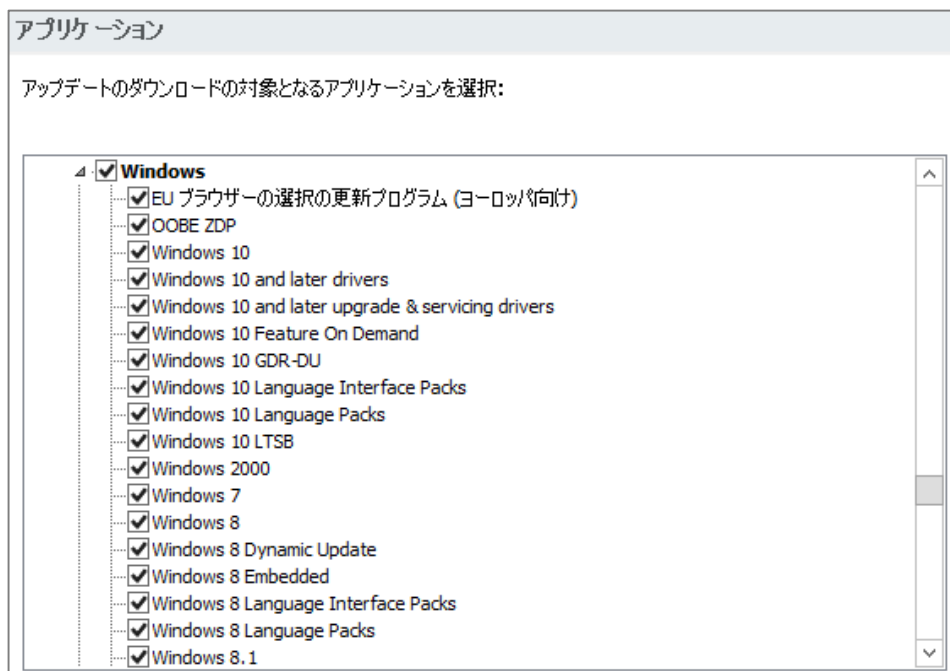 アプリケーション
アップデートのダウンロードの対象となるアプリケーションを選択:
Windows
EU ブラウザーの選択の更新プログラム (ヨーロッパ向け)
OOBE ZDP
Windows 10
Windows 10 and later drivers
Windows 10 and later upgrade & servicing drivers
Windows 10 Feature On Demand
Windows 10 GDR-DU
Windows 10 Language Interface Packs
Windows 10 Language Packs
Windows 10 LTSB
Windows 2000
Windows 7
Windows 8
Windows 8 Dynamic Update
Windows 8 Embedded
Windows 8 Language Interface Packs
Windows 8 Language Packs
Windows 8.1